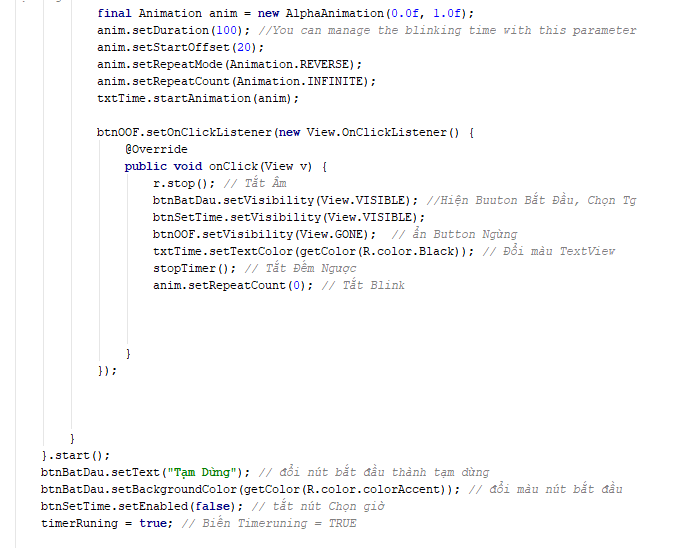 final Animation anim = new AlphaAnimation(0.0f, 1.0f);
anim.setDuration(100); //You can manage the blinking time with this parameter
anim.setStartOffset(20);
anim.setRepeatMode(Animation.REVERSE);
anim.setRepeatCount(Animation.INFINITE);
txtTime.startAnimation(anim);
btnOOF.setOnClickListener(new View.OnClickListener() {
@Override
public void onClick(View v) {
r.stop(); // Tắt Âm
btnBatDau.setVisibility(View.VISIBLE); //Hiện Buuton Bắt Đầu, Chọn Tg
btnSetTime.setVisibility(View.VISIBLE);
btnOOF.setVisibility(View.GONE);  // ẩn Button Ngừng
txtTime.setTextColor(getColor(R.color.Black)); // Đổi màu TextView
stopTimer(); // Tắt Đếm Ngược
anim.setRepeatCount(0); // Tắt Blink
}
});
}
}.start();
btnBatDau.setText("Tạm Dừng"); // đổi nút bắt đầu thành tạm dừng
btnBatDau.setBackgroundColor(getColor(R.color.colorAccent)); // đổi màu nút bắt đầu
btnSetTime.setEnabled(false); // tắt nút Chọn giờ
timerRuning = true; // Biến Timeruning = TRUE